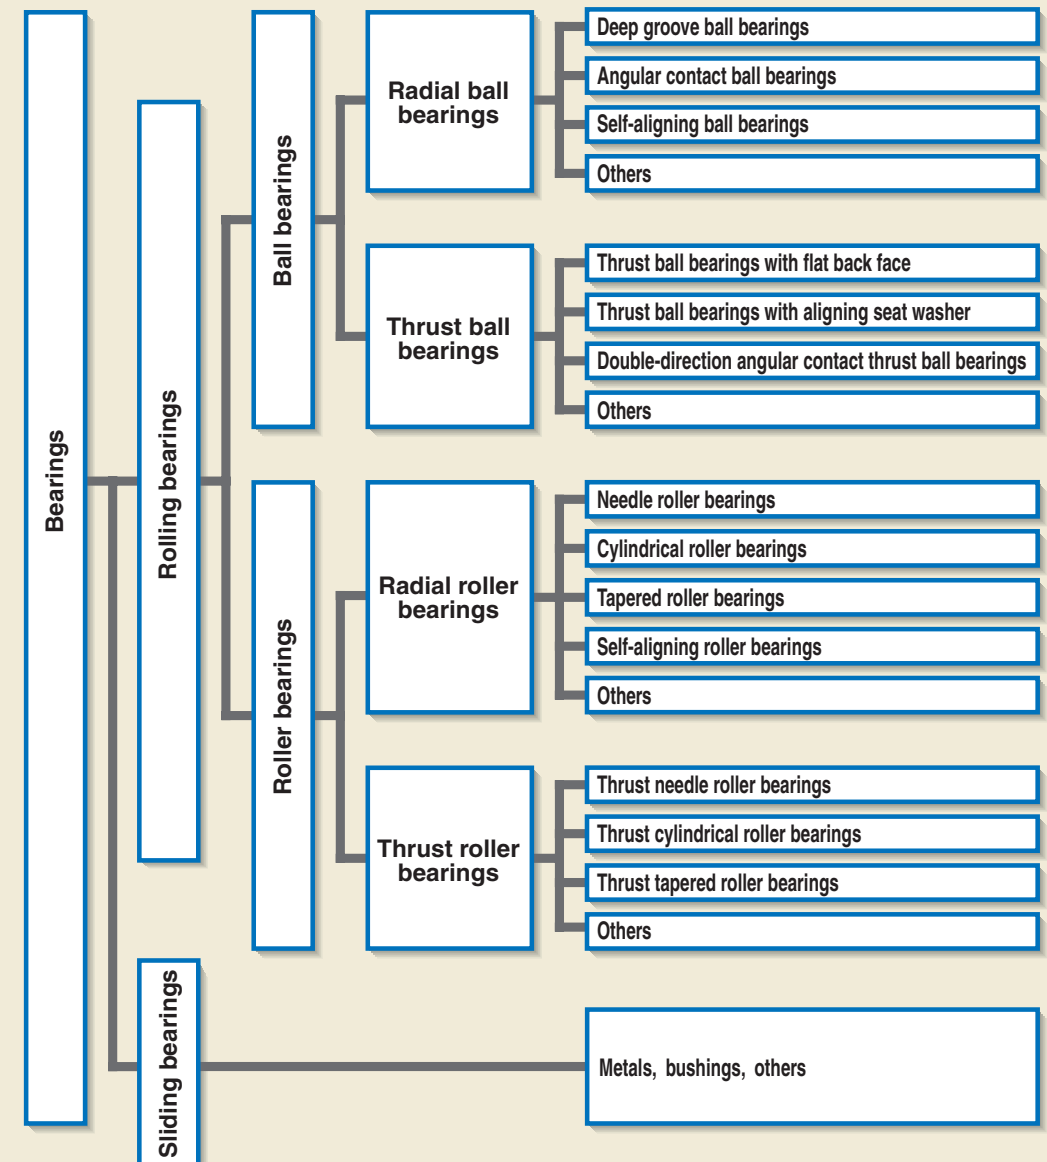 Bearings
Rolling bearings
Ball bearings
Radial ball
bearings
Deep groove ball bearings
Angular contact ball bearings
Self-aligning ball bearings
Others
Thrust ball
bearings
Thrust ball bearings with flat back face
Thrust ball bearings with aligning seat washer
Double-direction angular contact thrust ball bearings
Others
Roller bearings
Radial roller
bearings
Needle roller bearings
Cylindrical roller bearings
Tapered roller bearings
Self-aligning roller bearings
Others
Thrust roller
bearings
Thrust needle roller bearings
Thrust cylindrical roller bearings
Thrust tapered roller bearings
Others
Sliding bearings
Metals, bushings, others